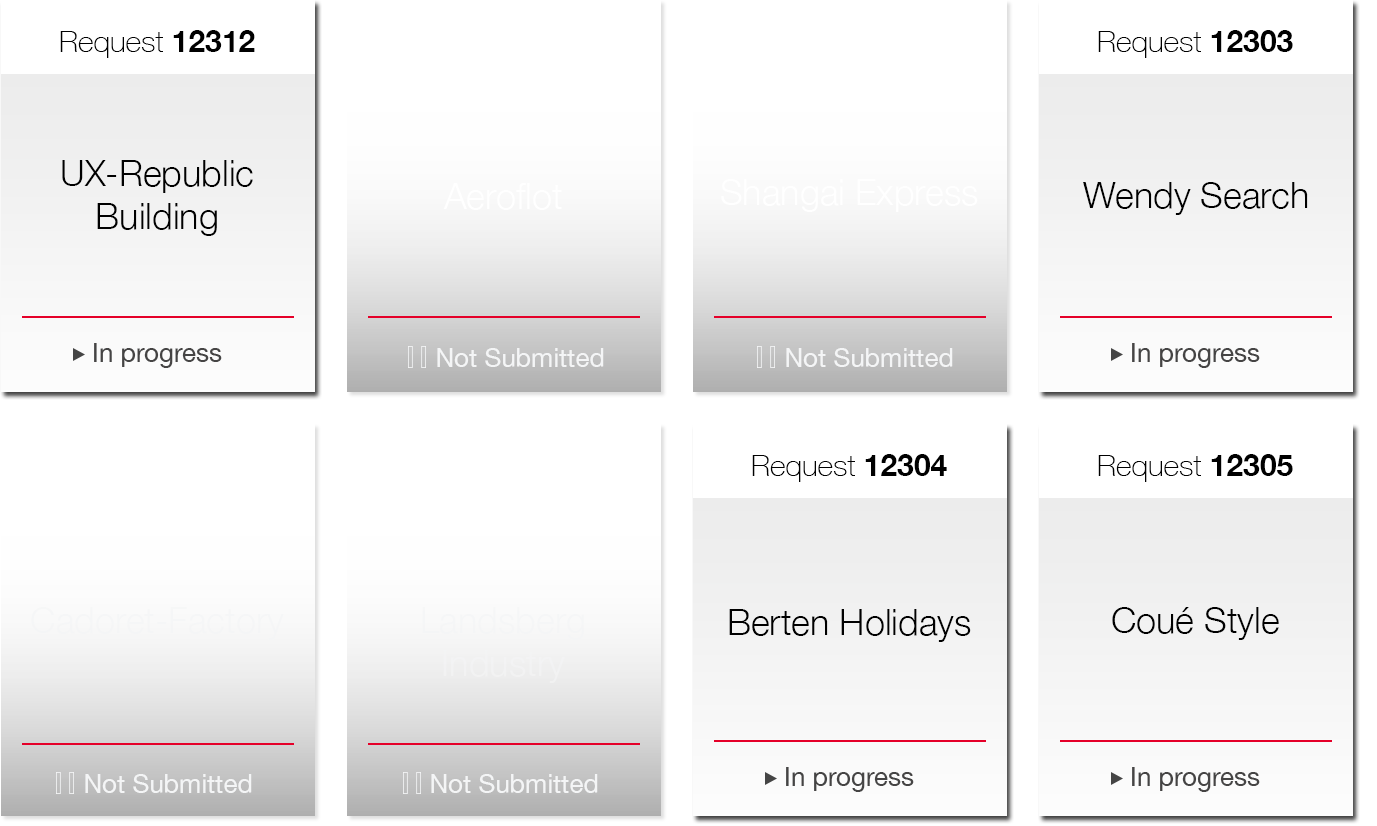 Request 12312
UX-Republic
Building
In progress
Aeroflot
Not Submitted
Shangai Express
Not Submitted
Request 12303
Wendy Search
In progress
Cadoret Factory
Not Submitted
Landsberg
Industry
Not Submitted
Request 12304
Berten Holidays
In progress
Request 12305
Coué Style
In progress